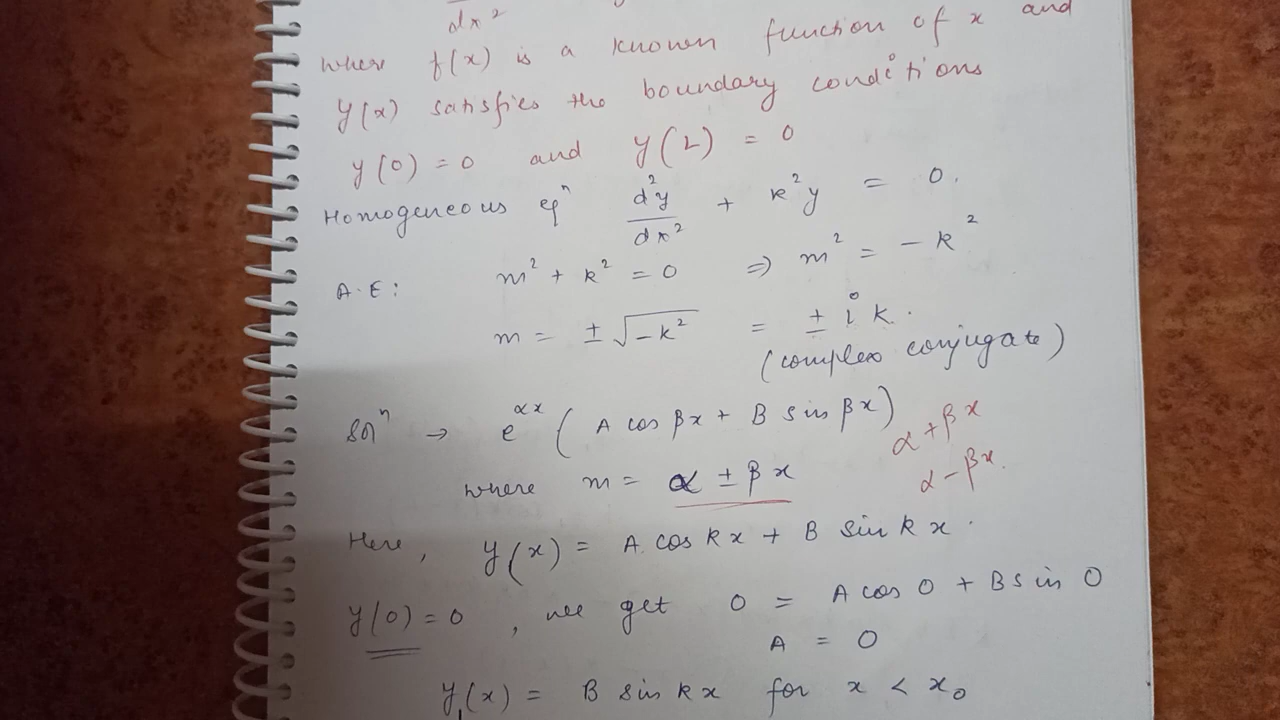 dx²
where f(x) is a known function of x and
y(x) satisfies the boundary conditions
y(0) = 0 and y(L) = 0
Homogeneous eqⁿ d²y/dx² + k²y = 0.
A.E: m² + k² = 0 ⇒ m² = -k²
m = ± √-k² = ± i k.
(complex conjugate)
Solⁿ → e^αx ( A cos βx + B sin βx)
α + βx
where m = α ± βx
α - βx.
Here, y(x) = A. cos kx + B sin kx.
y(0) = 0, we get 0 = A cos 0 + B sin 0
A = 0
y₁(x) = B sin kx for x < x₀